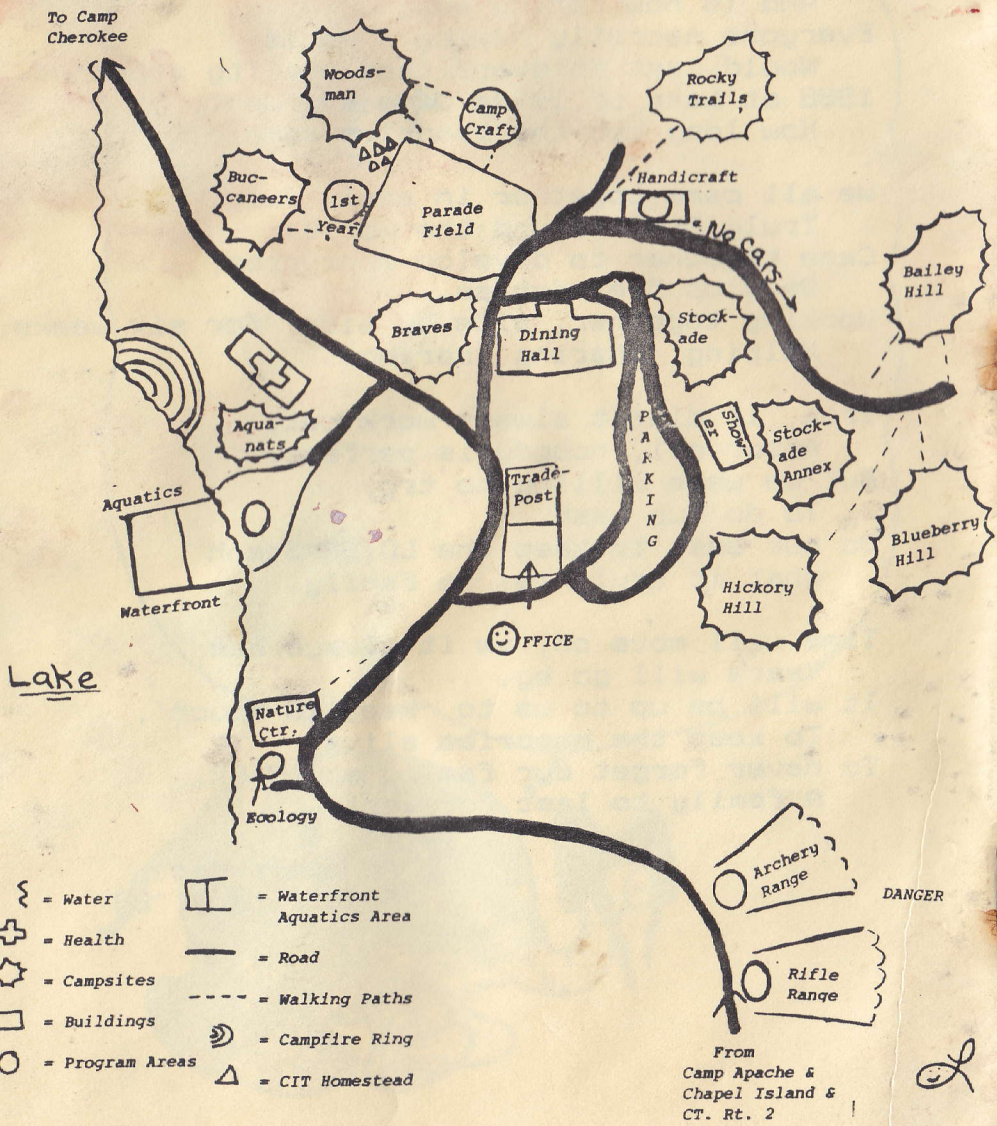 To Camp
Cherokee
Woods-
man
Camp
Craft
Rocky
Trails
Buc-
caneers
1st
Year
Parade
Field
Handicraft
No Cars
Bailey
Hill
Braves
Dining
Hall
Stock-
ade
Aqua-
nats
PARKING
Show-
er
Stock-
ade
Annex
Aquatics
Trade-
Post
Blueberry
Hill
Hickory
Hill
Waterfront
FFICE
Lake
Nature
Ctr.
Ecology
Archery
Range
DANGER
Rifle
Range
= Water
= Health
= Campsites
= Buildings
= Program Areas
= Waterfront
Aquatics Area
= Road
= Walking Paths
= Campfire Ring
= CIT Homestead
From
Camp Apache &
Chapel Island &
CT. Rt. 2